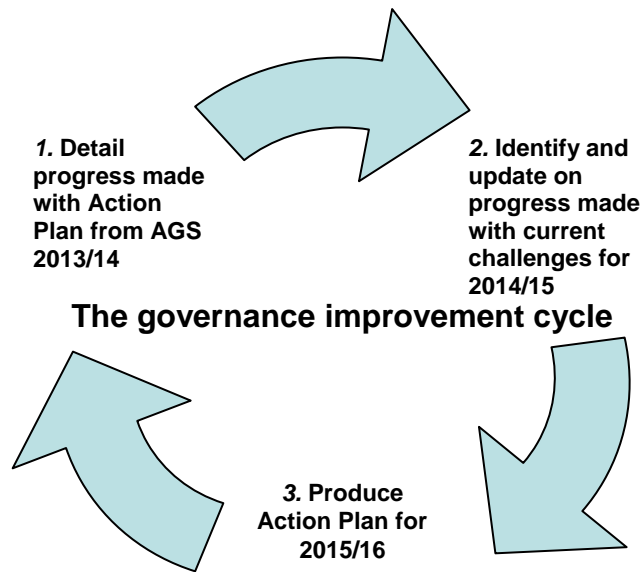 1. Detail
progress made
with Action
Plan from AGS
2013/14
2. Identify and
update on
progress made
with current
challenges for
2014/15
The governance improvement cycle
3. Produce
Action Plan for
2015/16